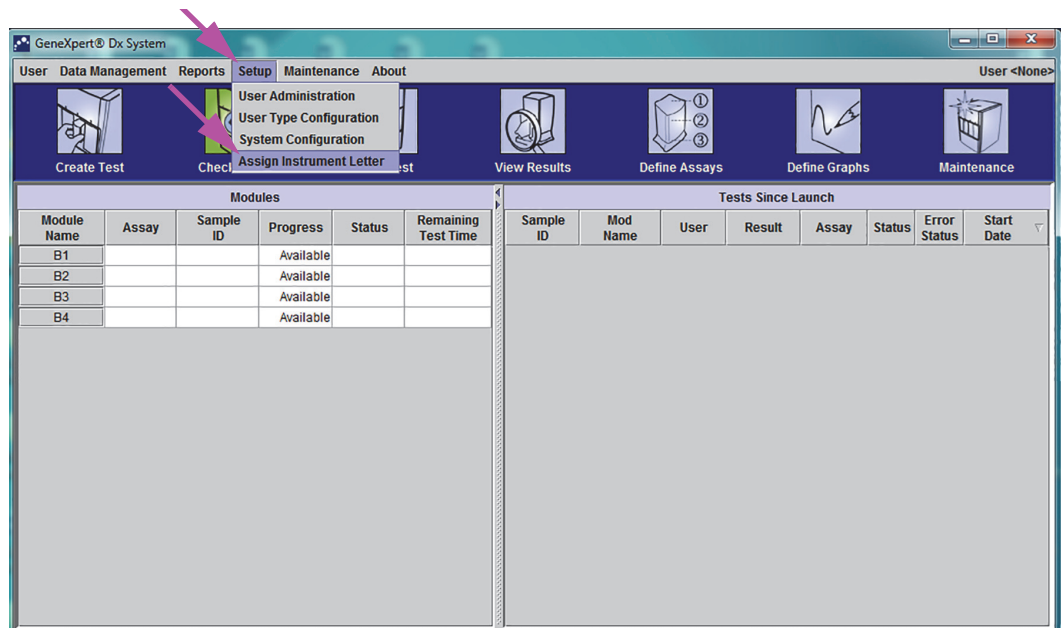 GeneXpert® Dx System
User Data Management Reports Setup Maintenance About User <None>
User Administration
User Type Configuration
System Configuration
Assign Instrument Letter
Create Test Chec st View Results Define Assays Define Graphs Maintenance
Modules
Module Name Assay Sample ID Progress Status Remaining Test Time
B1 Available
B2 Available
B3 Available
B4 Available
Tests Since Launch
Sample ID Mod Name User Result Assay Status Error Status Start Date